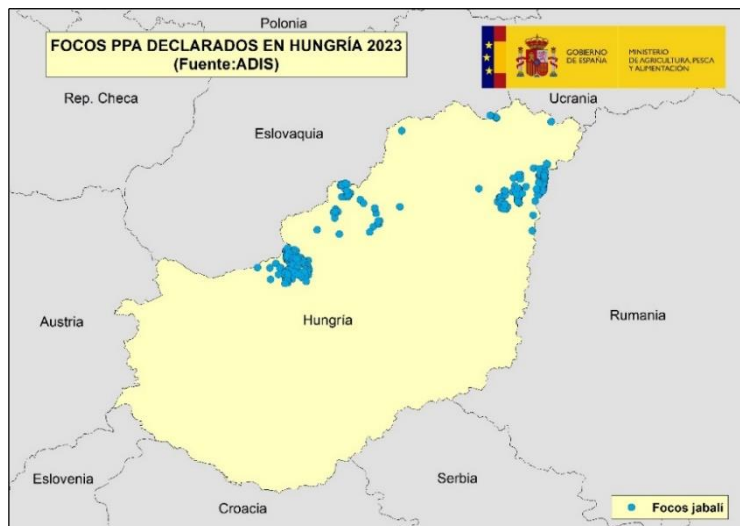 Polonia
FOCOS PPA DECLARADOS EN HUNGRÍA 2023
(Fuente:ADIS)
GOBIERNO
DE ESPAÑA
MINISTERIO
DE AGRICULTURA, PESCA
Y ALIMENTACIÓN
Rep. Checa
Ucrania
Eslovaquia
Austria
Hungría
Rumania
Eslovenia
Serbia
Croacia
Focos jabalí